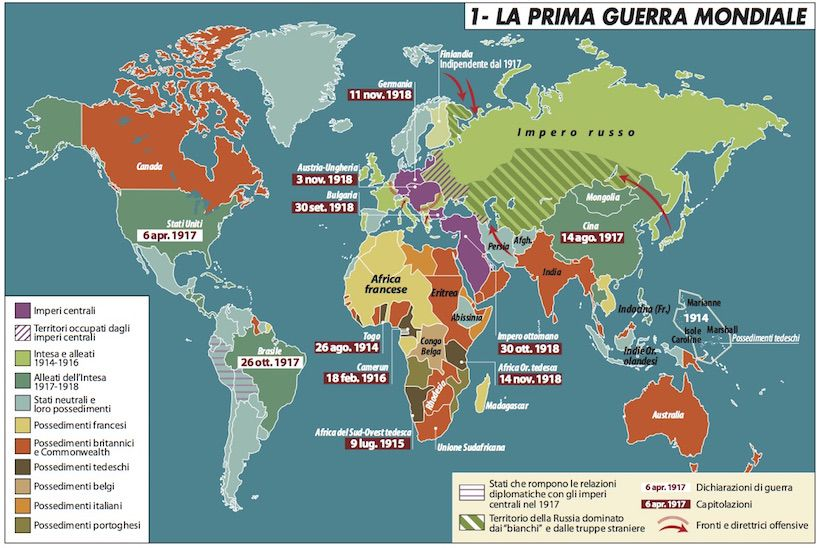 1- LA PRIMA GUERRA MONDIALE
Finlandia
Indipendente dal 1917
Germania
11 nov. 1918
Impero russo
Canada
Austria-Ungheria
3 nov. 1918
Bulgaria
30 set. 1918
Mongolia
Stati Uniti
6 apr. 1917
Cina
14 ago. 1917
Persia
Afgh.
India
Africa
francese
Eritrea
Abissinia
Indocina (Fr.)
Marianne
1914
Isole
Caroline
Marshall
Possedimenti tedeschi
Indie Or.
olandesi
Togo
26 ago. 1914
Congo
Belga
Impero ottomano
30 ott. 1918
Brasile
26 ott. 1917
Camerun
18 feb. 1916
Africa Or. tedesca
14 nov. 1918
Rhodesia
Madagascar
Africa del Sud-Ovest tedesca
9 lug. 1915
Unione Sudafricana
Australia
Imperi centrali
Territori occupati dagli
imperi centrali
Intesa e alleati
1914-1916
Alleati dell'Intesa
1917-1918
Stati neutrali e
loro possedimenti
Possedimenti francesi
Possedimenti britannici
e Commonwealth
Possedimenti tedeschi
Possedimenti belgi
Possedimenti italiani
Possedimenti portoghesi
Stati che rompono le relazioni
diplomatiche con gli imperi
centrali nel 1917
Territorio della Russia dominato
dai "bianchi" e dalle truppe straniere
6 apr. 1917 Dichiarazioni di guerra
6 apr. 1917 Capitolazioni
Fronti e direttrici offensive